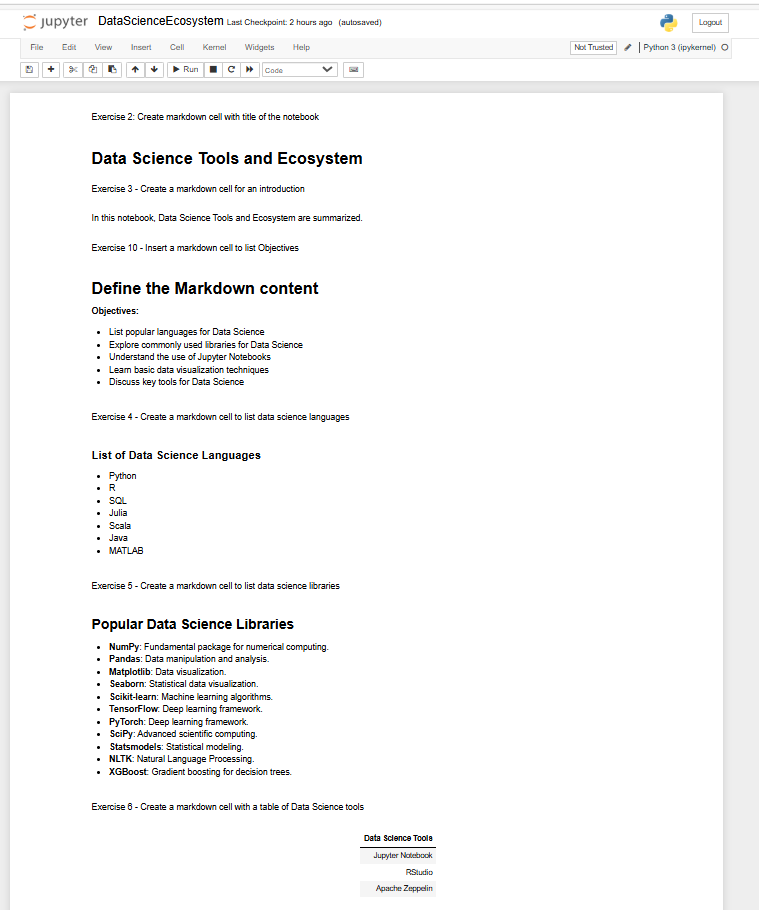 jupyter DataScienceEcosystem Last Checkpoint: 2 hours ago (autosaved) Logout
File Edit View Insert Cell Kernel Widgets Help Not Trusted Python 3 (ipykernel)
Run Code
Exercise 2: Create markdown cell with title of the notebook
Data Science Tools and Ecosystem
Exercise 3 - Create a markdown cell for an introduction
In this notebook, Data Science Tools and Ecosystem are summarized.
Exercise 10 - Insert a markdown cell to list Objectives
Define the Markdown content
Objectives:
• List popular languages for Data Science
• Explore commonly used libraries for Data Science
• Understand the use of Jupyter Notebooks
• Learn basic data visualization techniques
• Discuss key tools for Data Science
Exercise 4 - Create a markdown cell to list data science languages
List of Data Science Languages
• Python
• R
• SQL
• Julia
• Scala
• Java
• MATLAB
Exercise 5 - Create a markdown cell to list data science libraries
Popular Data Science Libraries
• NumPy: Fundamental package for numerical computing.
• Pandas: Data manipulation and analysis.
• Matplotlib: Data visualization.
• Seaborn: Statistical data visualization.
• Scikit-learn: Machine learning algorithms.
• TensorFlow: Deep learning framework.
• PyTorch: Deep learning framework.
• SciPy: Advanced scientific computing.
• Statsmodels: Statistical modeling.
• NLTK: Natural Language Processing.
• XGBoost: Gradient boosting for decision trees.
Exercise 6 - Create a markdown cell with a table of Data Science tools
Data Science Tools
Jupyter Notebook
RStudio
Apache Zeppelin